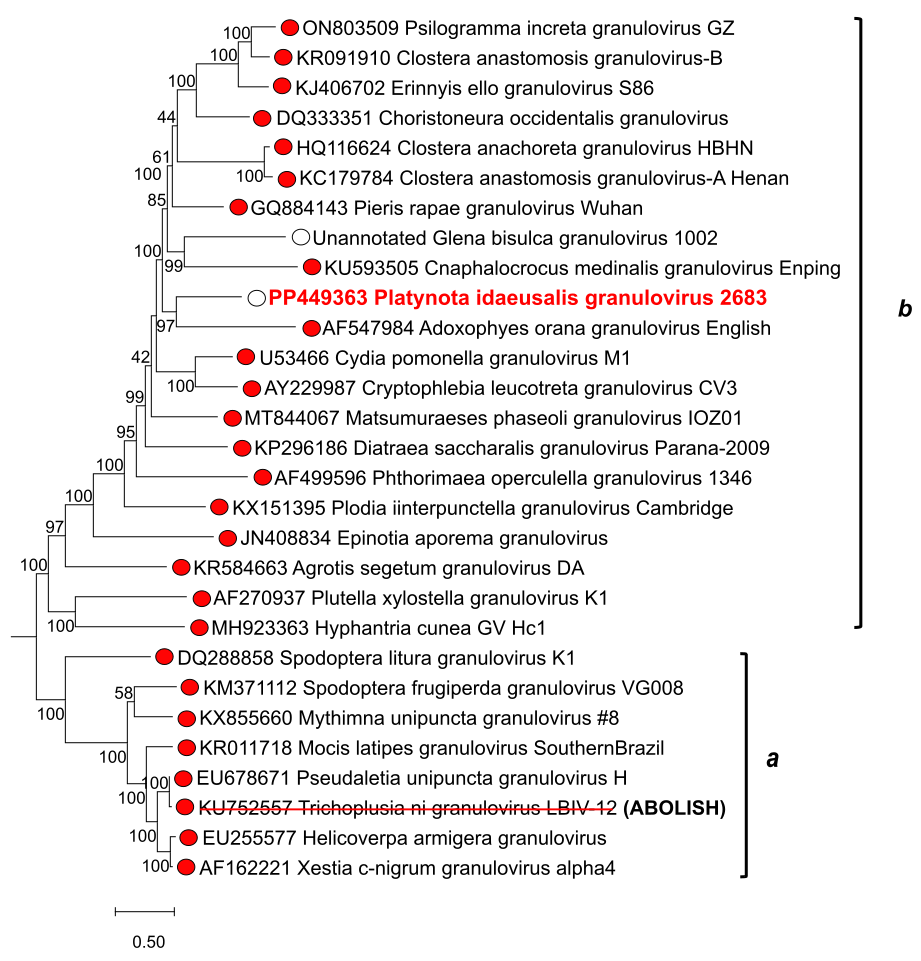 100
ON803509 Psilogramma increta granulovirus GZ
100
KR091910 Clostera anastomosis granulovirus-B
100
KJ406702 Erinnyis ello granulovirus S86
44
DQ333351 Choristoneura occidentalis granulovirus
HQ116624 Clostera anachoreta granulovirus HBHN
61
100
100
KC179784 Clostera anastomosis granulovirus-A Henan
85
GQ884143 Pieris rapae granulovirus Wuhan
Unannotated Glena bisulca granulovirus 1002
100
99
KU593505 Cnaphalocrocus medinalis granulovirus Enping
PP449363 Platynota idaeusalis granulovirus 2683
b
97
AF547984 Adoxophyes orana granulovirus English
42
U53466 Cydia pomonella granulovirus M1
100
AY229987 Cryptophlebia leucotreta granulovirus CV3
99
MT844067 Matsumuraeses phaseoli granulovirus IOZ01
95
KP296186 Diatraea saccharalis granulovirus Parana-2009
100
AF499596 Phthorimaea operculella granulovirus 1346
100
KX151395 Plodia iinterpunctella granulovirus Cambridge
97
JN408834 Epinotia aporema granulovirus
100
KR584663 Agrotis segetum granulovirus DA
AF270937 Plutella xylostella granulovirus K1
100
MH923363 Hyphantria cunea GV Hc1
DQ288858 Spodoptera litura granulovirus K1
58
KM371112 Spodoptera frugiperda granulovirus VG008
100
KX855660 Mythimna unipuncta granulovirus #8
100
KR011718 Mocis latipes granulovirus SouthernBrazil
a
100
EU678671 Pseudaletia unipuncta granulovirus H
100
KU752557 Trichoplusia ni granulovirus LBIV-12 (ABOLISH)
100
EU255577 Helicoverpa armigera granulovirus
100
AF162221 Xestia c-nigrum granulovirus alpha4
0.50